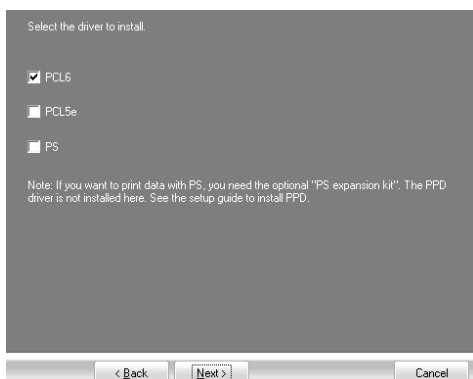 Select the driver to install.
PCL6
PCL5e
PS
Note: If you want to print data with PS, you need the optional "PS expansion kit". The PPD
driver is not installed here. See the setup guide to install PPD.
< Back
Next >
Cancel